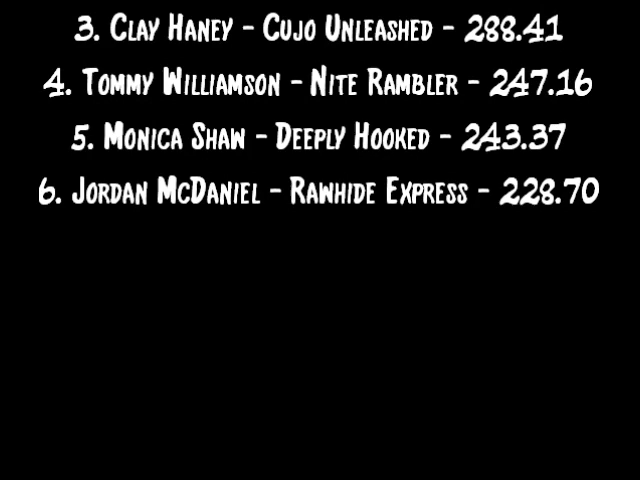 3. Clay Haney - Cujo Unleashed - 288.41
4. Tommy Williamson - Nite Rambler - 247.16
5. Monica Shaw - Deeply Hooked - 243.37
6. Jordan McDaniel - Rawhide Express - 228.70